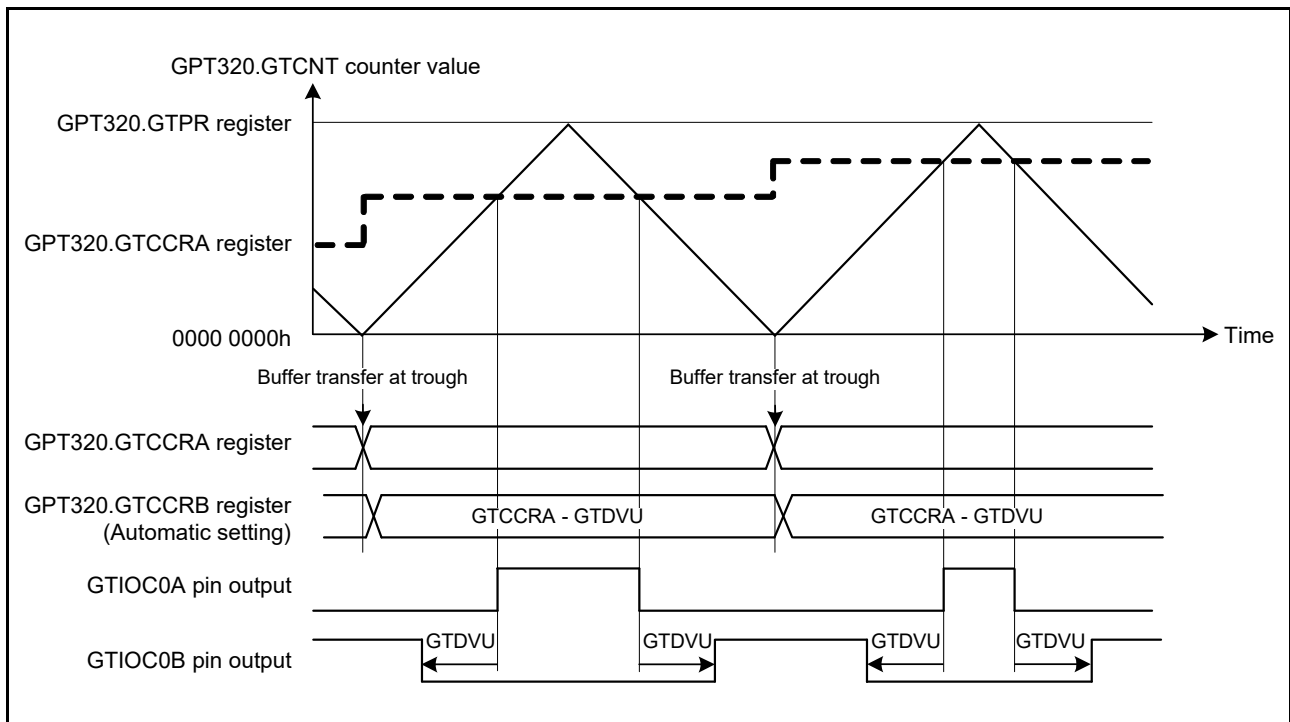 GPT320.GTCNT counter value
GPT320.GTPR register
GPT320.GTCCRA register
0000 0000h
Time
Buffer transfer at trough
Buffer transfer at trough
GPT320.GTCCRA register
GPT320.GTCCRB register
(Automatic setting)
GTCCRA - GTDVU
GTCCRA - GTDVU
GTIOC0A pin output
GTIOC0B pin output
GTDVU
GTDVU
GTDVU
GTDVU